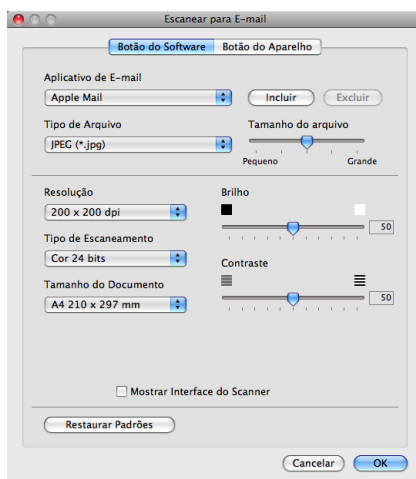 Escanear para E-mail
Botão do Software Botão do Aparelho
Aplicativo de E-mail
Apple Mail Incluir Excluir
Tipo de Arquivo Tamanho do arquivo
JPEG (*.jpg)
Pequeno Grande
Resolução Brilho
200 x 200 dpi
50
Tipo de Escaneamento
Cor 24 bits
Contraste
Tamanho do Documento
A4 210 x 297 mm 50
Mostrar Interface do Scanner
Restaurar Padrões
Cancelar OK